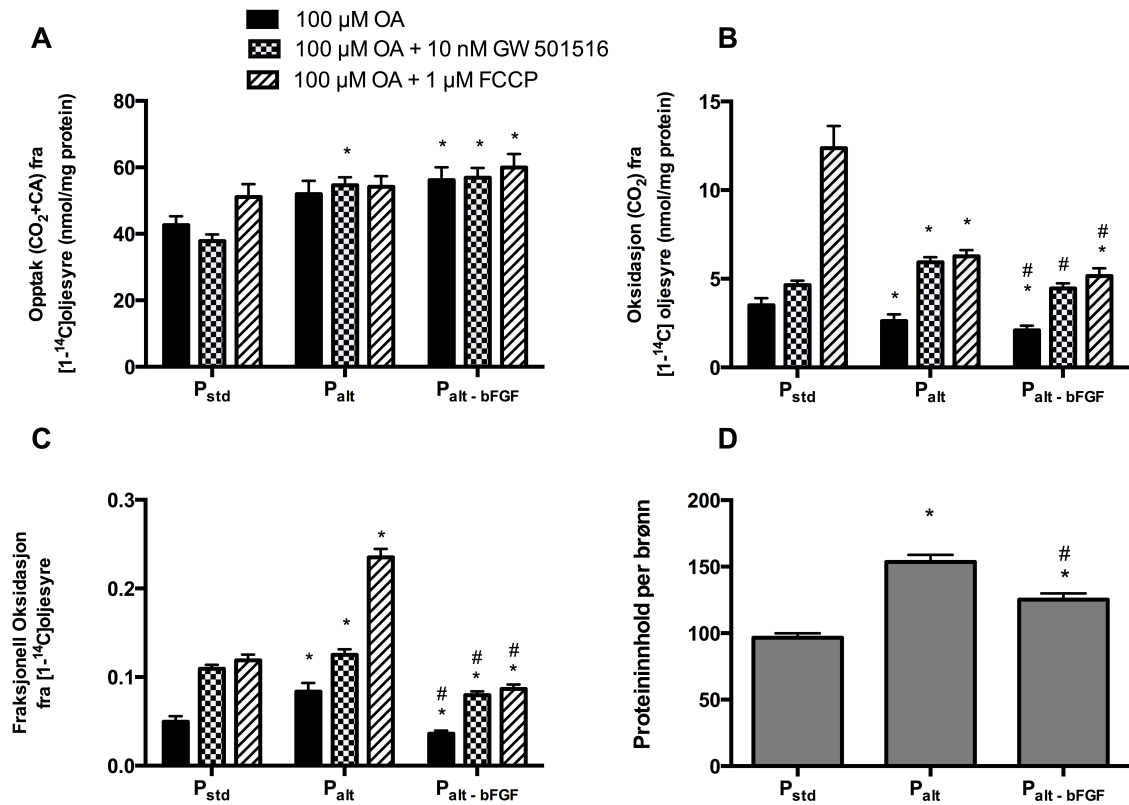 A
100 µM OA
100 µM OA + 10 nM GW 501516
100 µM OA + 1 µM FCCP
Opptak (CO2+CA) fra
[1-14C]oljesyre (nmol/mg protein)
80
60
40
20
0
* * * *
Pstd Palt Palt - bFGF
B
Oksidasjon (CO2) fra
[1-14C] oljesyre (nmol/mg protein)
15
10
5
0
* * * # * # # *
Pstd Palt Palt - bFGF
C
Fraksjonell Oksidasjon
fra [1-14C]oljesyre
0.3
0.2
0.1
0.0
* * * # * # * # *
Pstd Palt Palt - bFGF
D
Proteininnhold per brønn
200
150
100
50
0
* # *
Pstd Palt Palt - bFGF